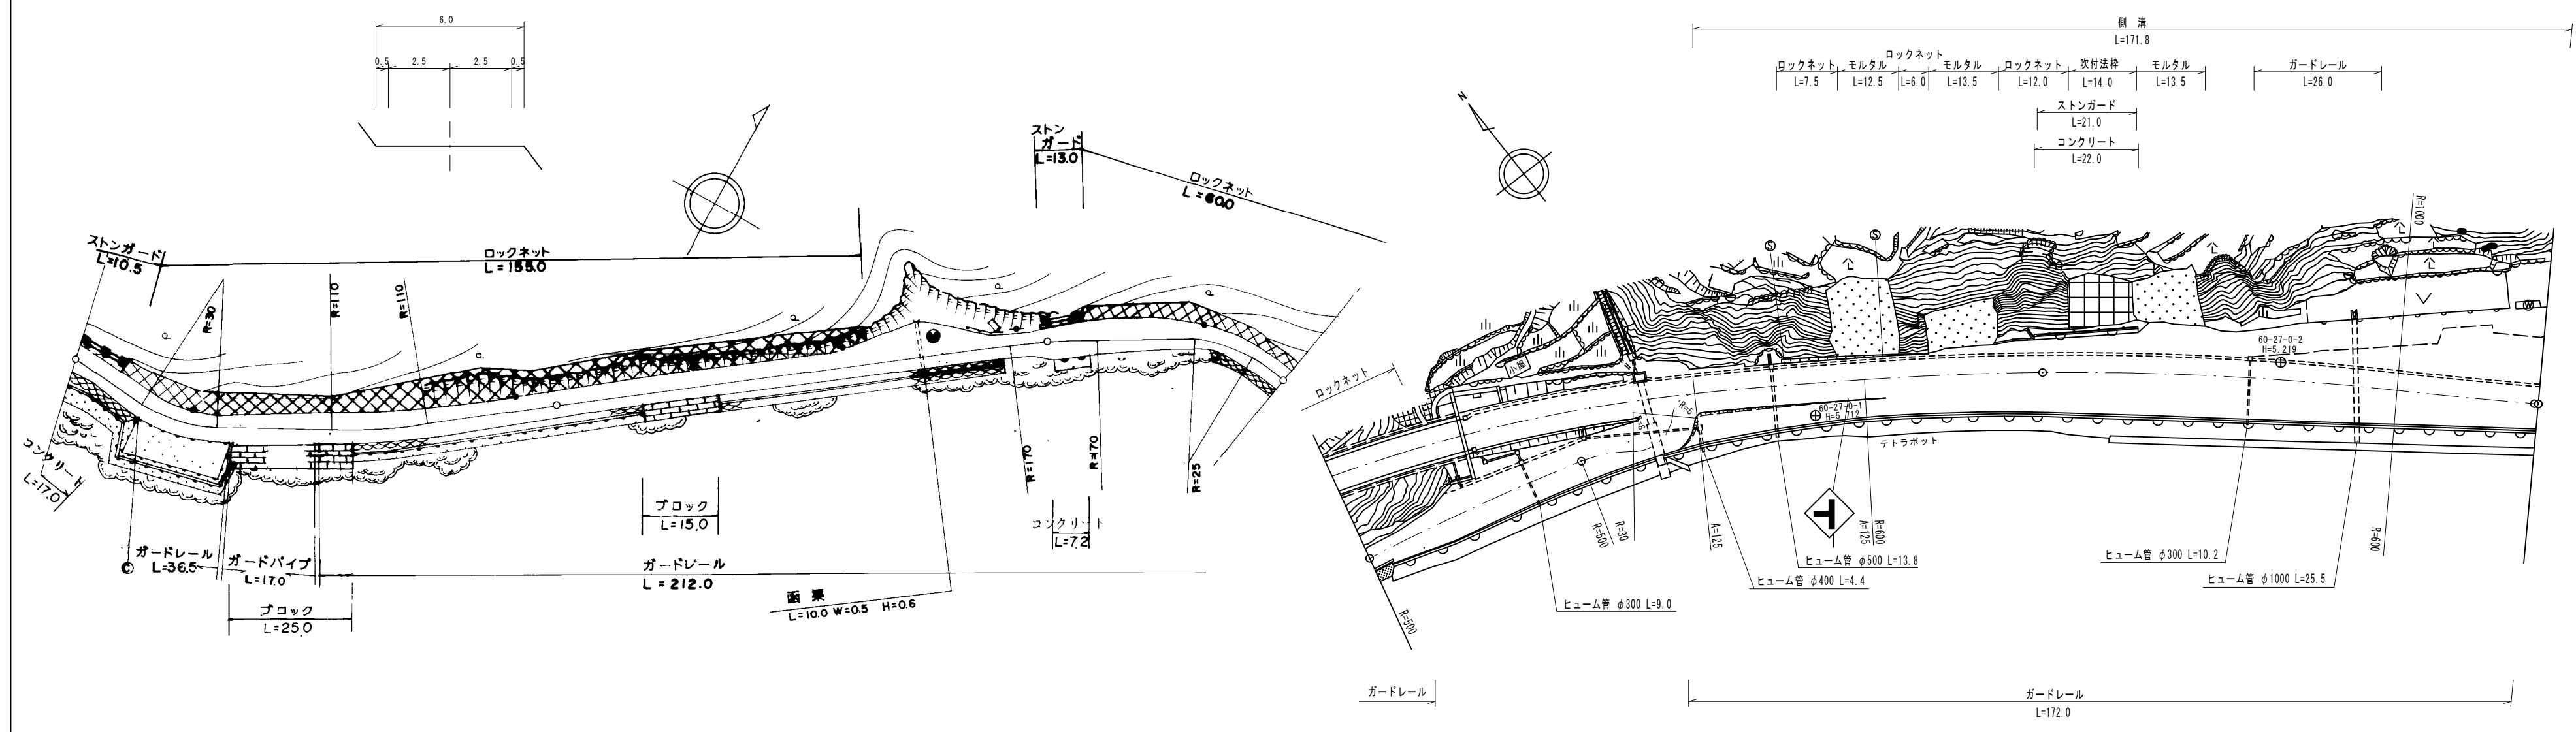 6.0
0.5
2.5
2.5
0.5
ストンガード
L=10.5
ロックネット
L=155.0
ストン
ガード
L=13.0
ロックネット
L=60.0
R=30
R=110
R=110
コンクリート
L=17.0
C
ガードレール
L=36.5
ガードパイプ
L=17.0
ブロック
L=25.0
ブロック
L=15.0
ガードレール
L=212.0
函渠
L=10.0 W=0.5 H=0.6
R=170
R=170
R=25
コンクリート
L=7.2
N
側溝
L=171.8
ロックネット
L=7.5
モルタル
L=12.5
ロックネット
L=6.0
モルタル
L=13.5
ロックネット
L=12.0
吹付法枠
L=14.0
モルタル
L=13.5
ガードレール
L=26.0
ストンガード
L=21.0
コンクリート
L=22.0
R=1000
S
S
W
ロックネット
小屋
60-27-0-2
H=5.219
60-27-0-1
H=5.712
R=5
テトラポット
R=500
R=30
A=125
R=600
A=125
R=600
R=500
ヒューム管 φ500 L=13.8
ヒューム管 φ400 L=4.4
ヒューム管 φ300 L=9.0
ヒューム管 φ300 L=10.2
ヒューム管 φ1000 L=25.5
ガードレール
ガードレール
L=172.0